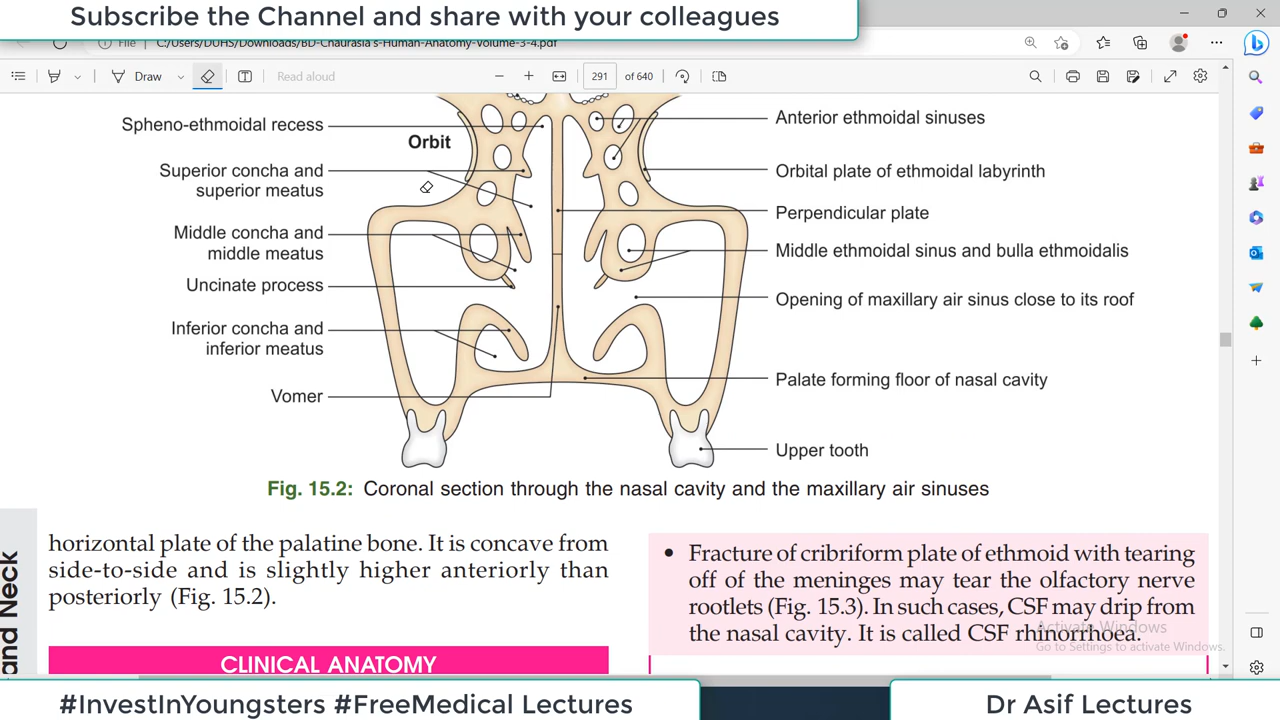 Subscribe the Channel and share with your colleagues
File C:/Users/DUHS/Downloads/BD-Chaurasia's-Human-Anatomy-Volume-3-4.pdf
Draw
Read aloud
291 of 640
Spheno-ethmoidal recess
Orbit
Superior concha and
superior meatus
Middle concha and
middle meatus
Uncinate process
Inferior concha and
inferior meatus
Vomer
Anterior ethmoidal sinuses
Orbital plate of ethmoidal labyrinth
Perpendicular plate
Middle ethmoidal sinus and bulla ethmoidalis
Opening of maxillary air sinus close to its roof
Palate forming floor of nasal cavity
Upper tooth
Fig. 15.2: Coronal section through the nasal cavity and the maxillary air sinuses
and Neck
horizontal plate of the palatine bone. It is concave from
side-to-side and is slightly higher anteriorly than
posteriorly (Fig. 15.2).
CLINICAL ANATOMY
• Fracture of cribriform plate of ethmoid with tearing
off of the meninges may tear the olfactory nerve
rootlets (Fig. 15.3). In such cases, CSF may drip from
the nasal cavity. It is called CSF rhinorrhoea.
Activate Windows
Go to Settings to activate Windows.
#InvestInYoungsters #FreeMedical Lectures
Dr Asif Lectures